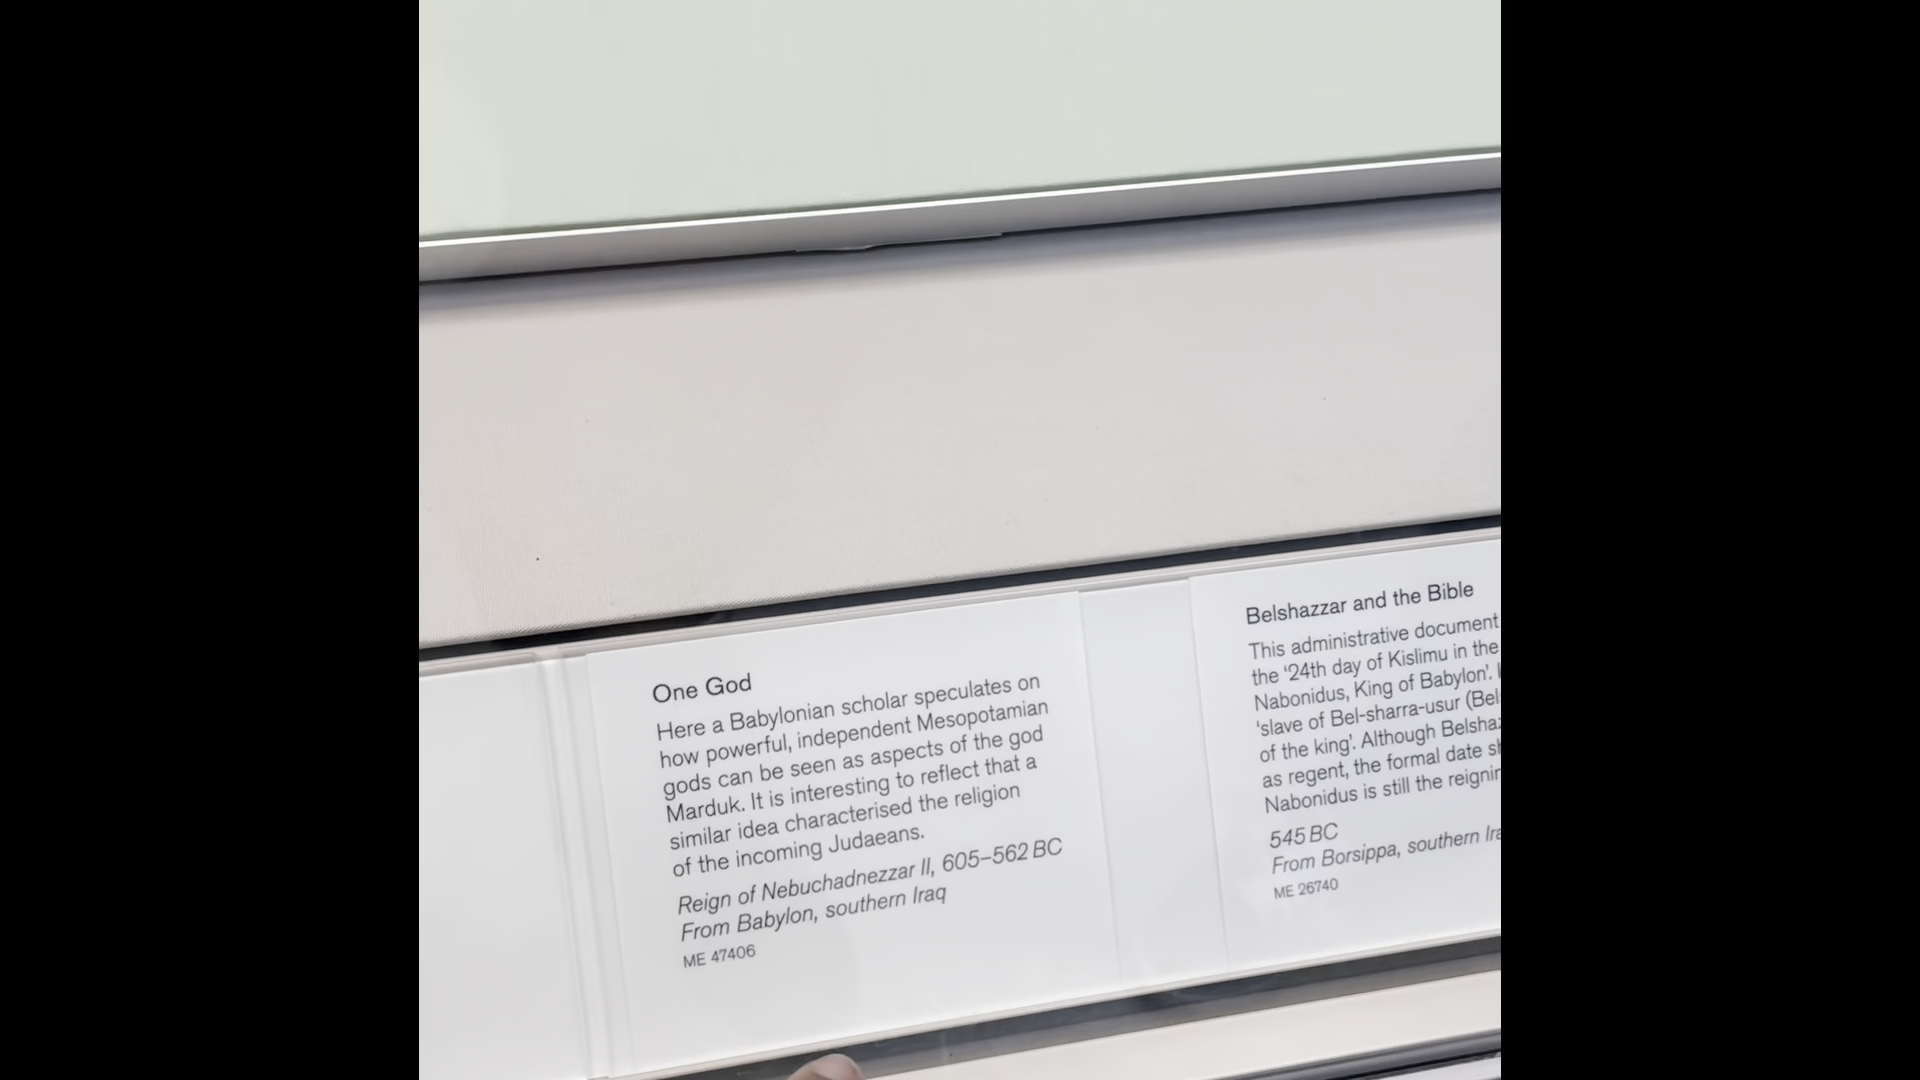 One God
Here a Babylonian scholar speculates on
how powerful, independent Mesopotamian
gods can be seen as aspects of the god
Marduk. It is interesting to reflect that a
similar idea characterised the religion
of the incoming Judaeans.
Reign of Nebuchadnezzar II, 605–562 BC
From Babylon, southern Iraq
ME 47406
Belshazzar and the Bible
This administrative document
the ‘24th day of Kislimu in the
Nabonidus, King of Babylon’.
‘slave of Bel-sharra-usur (Bel
of the king’. Although Belsha
as regent, the formal date
Nabonidus is still the reignin
545 BC
From Borsippa, southern Ira
ME 26740